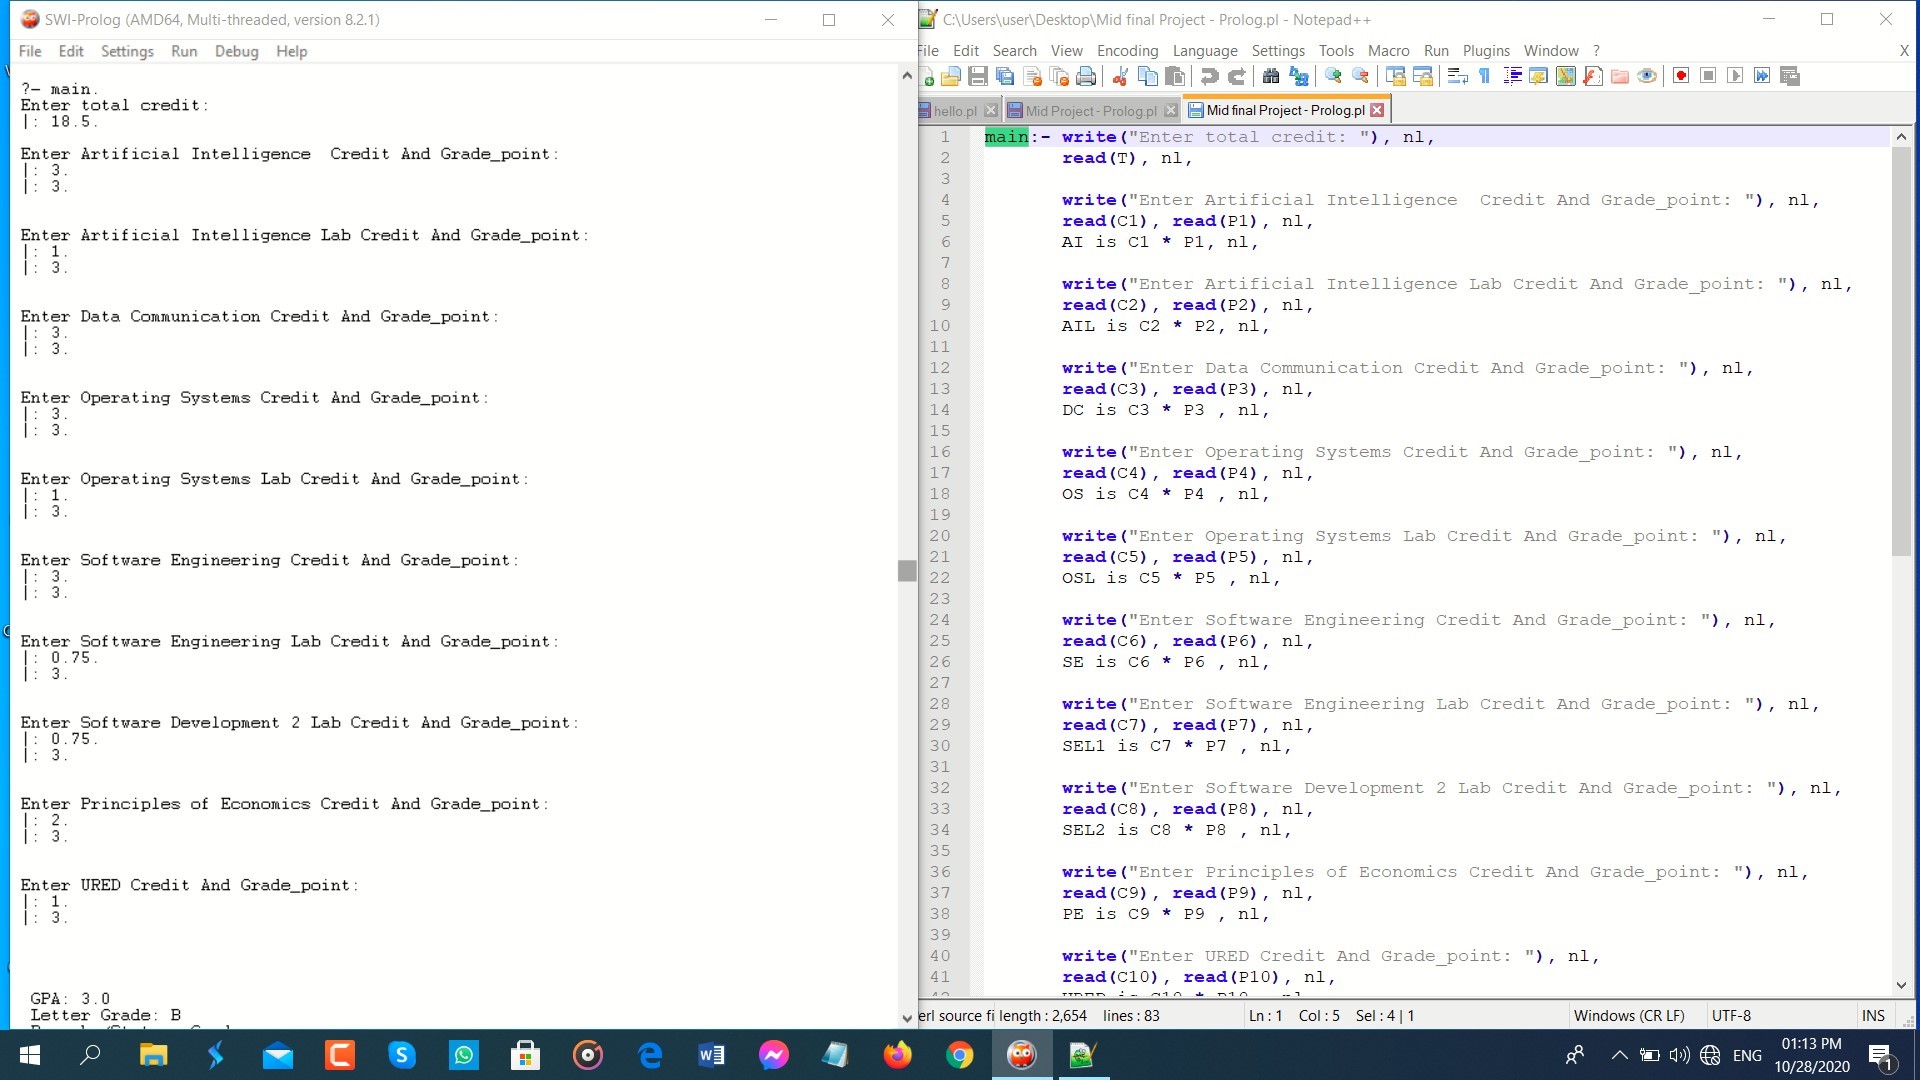 SWI-Prolog (AMD64, Multi-threaded, version 8.2.1)
File Edit Settings Run Debug Help
?- main.
Enter total credit:
|: 18.5.
Enter Artificial Intelligence  Credit And Grade_point:
|: 3.
|: 3.
Enter Artificial Intelligence Lab Credit And Grade_point:
|: 1.
|: 3.
Enter Data Communication Credit And Grade_point:
|: 3.
|: 3.
Enter Operating Systems Credit And Grade_point:
|: 3.
|: 3.
Enter Operating Systems Lab Credit And Grade_point:
|: 1.
|: 3.
Enter Software Engineering Credit And Grade_point:
|: 3.
|: 3.
Enter Software Engineering Lab Credit And Grade_point:
|: 0.75.
|: 3.
Enter Software Development 2 Lab Credit And Grade_point:
|: 0.75.
|: 3.
Enter Principles of Economics Credit And Grade_point:
|: 2.
|: 3.
Enter URED Credit And Grade_point:
|: 1.
|: 3.
GPA: 3.0
Letter Grade: B
C:\Users\user\Desktop\Mid final Project - Prolog.pl - Notepad++
File Edit Search View Encoding Language Settings Tools Macro Run Plugins Window ? X
hello.pl Mid Project - Prolog.pl Mid final Project - Prolog.pl
1 main:- write("Enter total credit: "), nl,
2 read(T), nl,
3
4 write("Enter Artificial Intelligence  Credit And Grade_point: "), nl,
5 read(C1), read(P1), nl,
6 AI is C1 * P1, nl,
7
8 write("Enter Artificial Intelligence Lab Credit And Grade_point: "), nl,
9 read(C2), read(P2), nl,
10 AIL is C2 * P2, nl,
11
12 write("Enter Data Communication Credit And Grade_point: "), nl,
13 read(C3), read(P3), nl,
14 DC is C3 * P3 , nl,
15
16 write("Enter Operating Systems Credit And Grade_point: "), nl,
17 read(C4), read(P4), nl,
18 OS is C4 * P4 , nl,
19
20 write("Enter Operating Systems Lab Credit And Grade_point: "), nl,
21 read(C5), read(P5), nl,
22 OSL is C5 * P5 , nl,
23
24 write("Enter Software Engineering Credit And Grade_point: "), nl,
25 read(C6), read(P6), nl,
26 SE is C6 * P6 , nl,
27
28 write("Enter Software Engineering Lab Credit And Grade_point: "), nl,
29 read(C7), read(P7), nl,
30 SEL1 is C7 * P7 , nl,
31
32 write("Enter Software Development 2 Lab Credit And Grade_point: "), nl,
33 read(C8), read(P8), nl,
34 SEL2 is C8 * P8 , nl,
35
36 write("Enter Principles of Economics Credit And Grade_point: "), nl,
37 read(C9), read(P9), nl,
38 PE is C9 * P9 , nl,
39
40 write("Enter URED Credit And Grade_point: "), nl,
41 read(C10), read(P10), nl,
erl source fi length : 2,654 lines : 83 Ln : 1 Col : 5 Sel : 4 | 1 Windows (CR LF) UTF-8 INS
ENG
01:13 PM
10/28/2020
1